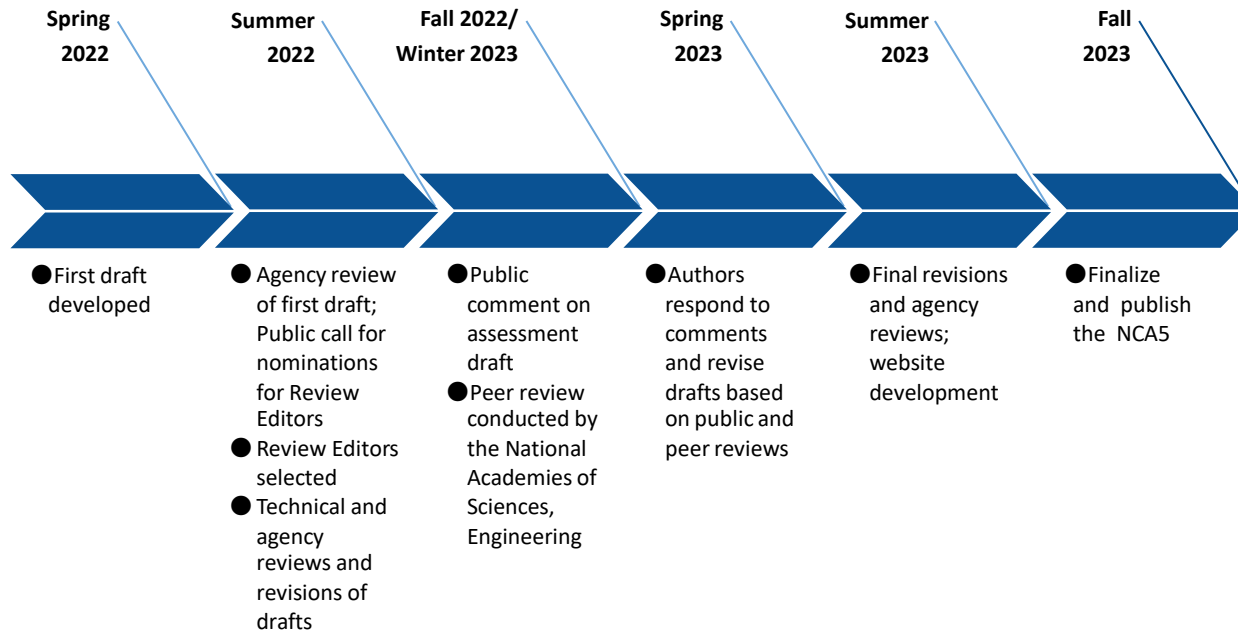 Spring
2022
Summer
2022
Fall 2022/
Winter 2023
Spring
2023
Summer
2023
Fall
2023
●First draft
developed
●Agency review
of first draft;
Public call for
nominations
for Review
Editors
●Review Editors
selected
●Technical and
agency
reviews and
revisions of
drafts
●Public
comment on
assessment
draft
●Peer review
conducted by
the National
Academies of
Sciences,
Engineering
●Authors
respond to
comments
and revise
drafts based
on public and
peer reviews
●Final revisions
and agency
reviews;
website
development
●Finalize
and publish
the NCA5